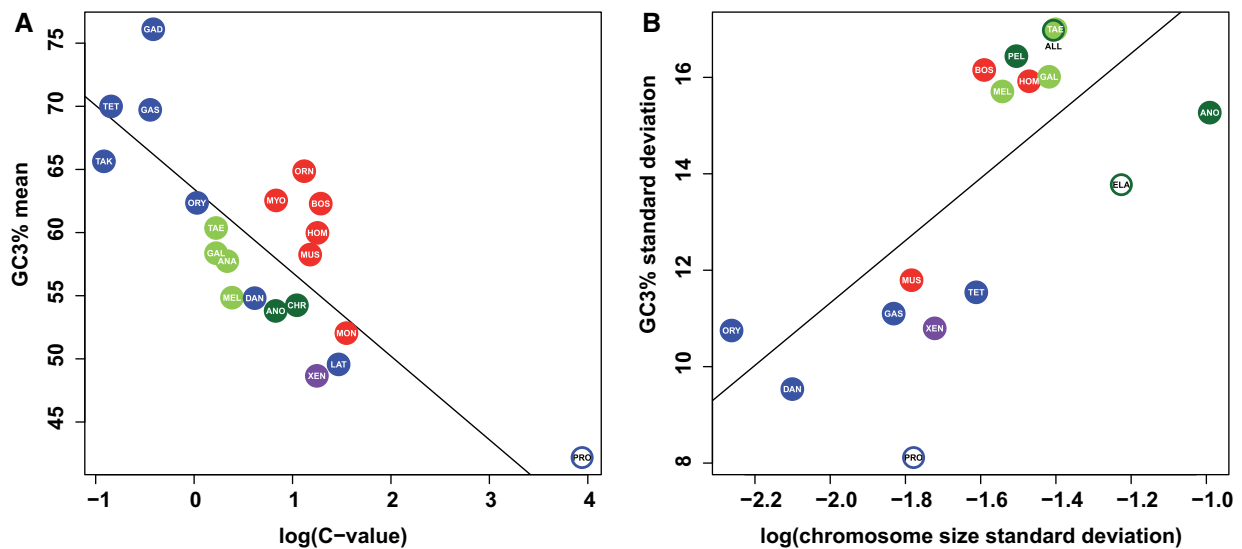 A
GC3% mean
75
70
65
60
55
50
45
GAD
TET
GAS
TAK
ORN
ORY
MYO
BOS
TAE
HOM
GAL
ANA
MUS
MEL
DAN
ANO
CHR
MON
LAT
XEN
PRO
−1 0 1 2 3 4
log(C−value)
B
GC3% standard deviation
16
14
12
10
8
TAE
ALL
PEL
BOS
HOM
GAL
MEL
ANO
ELA
MUS
TET
GAS
XEN
ORY
DAN
PRO
−2.2 −2.0 −1.8 −1.6 −1.4 −1.2 −1.0
log(chromosome size standard deviation)